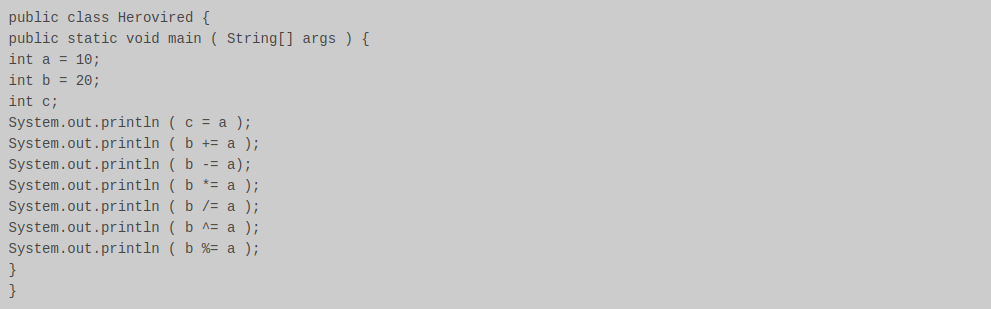 public class Herovired {
public static void main ( String[] args ) {
int a = 10;
int b = 20;
int c;
System.out.println ( c = a );
System.out.println ( b += a );
System.out.println ( b -= a);
System.out.println ( b *= a );
System.out.println ( b /= a );
System.out.println ( b ^= a );
System.out.println ( b %= a );
}
}